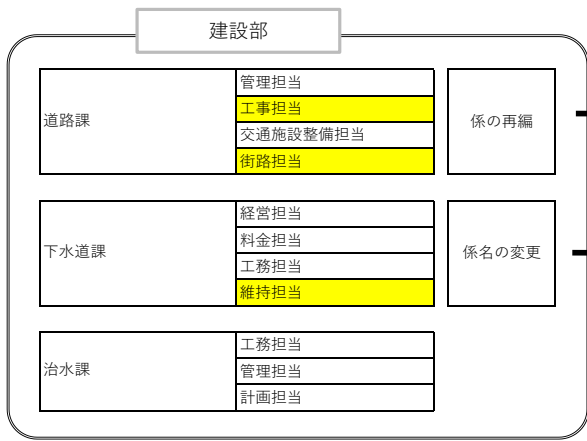 建設部
道路課
管理担当
工事担当
交通施設整備担当
街路担当
係の再編
下水道課
経営担当
料金担当
工務担当
維持担当
係名の変更
治水課
工務担当
管理担当
計画担当